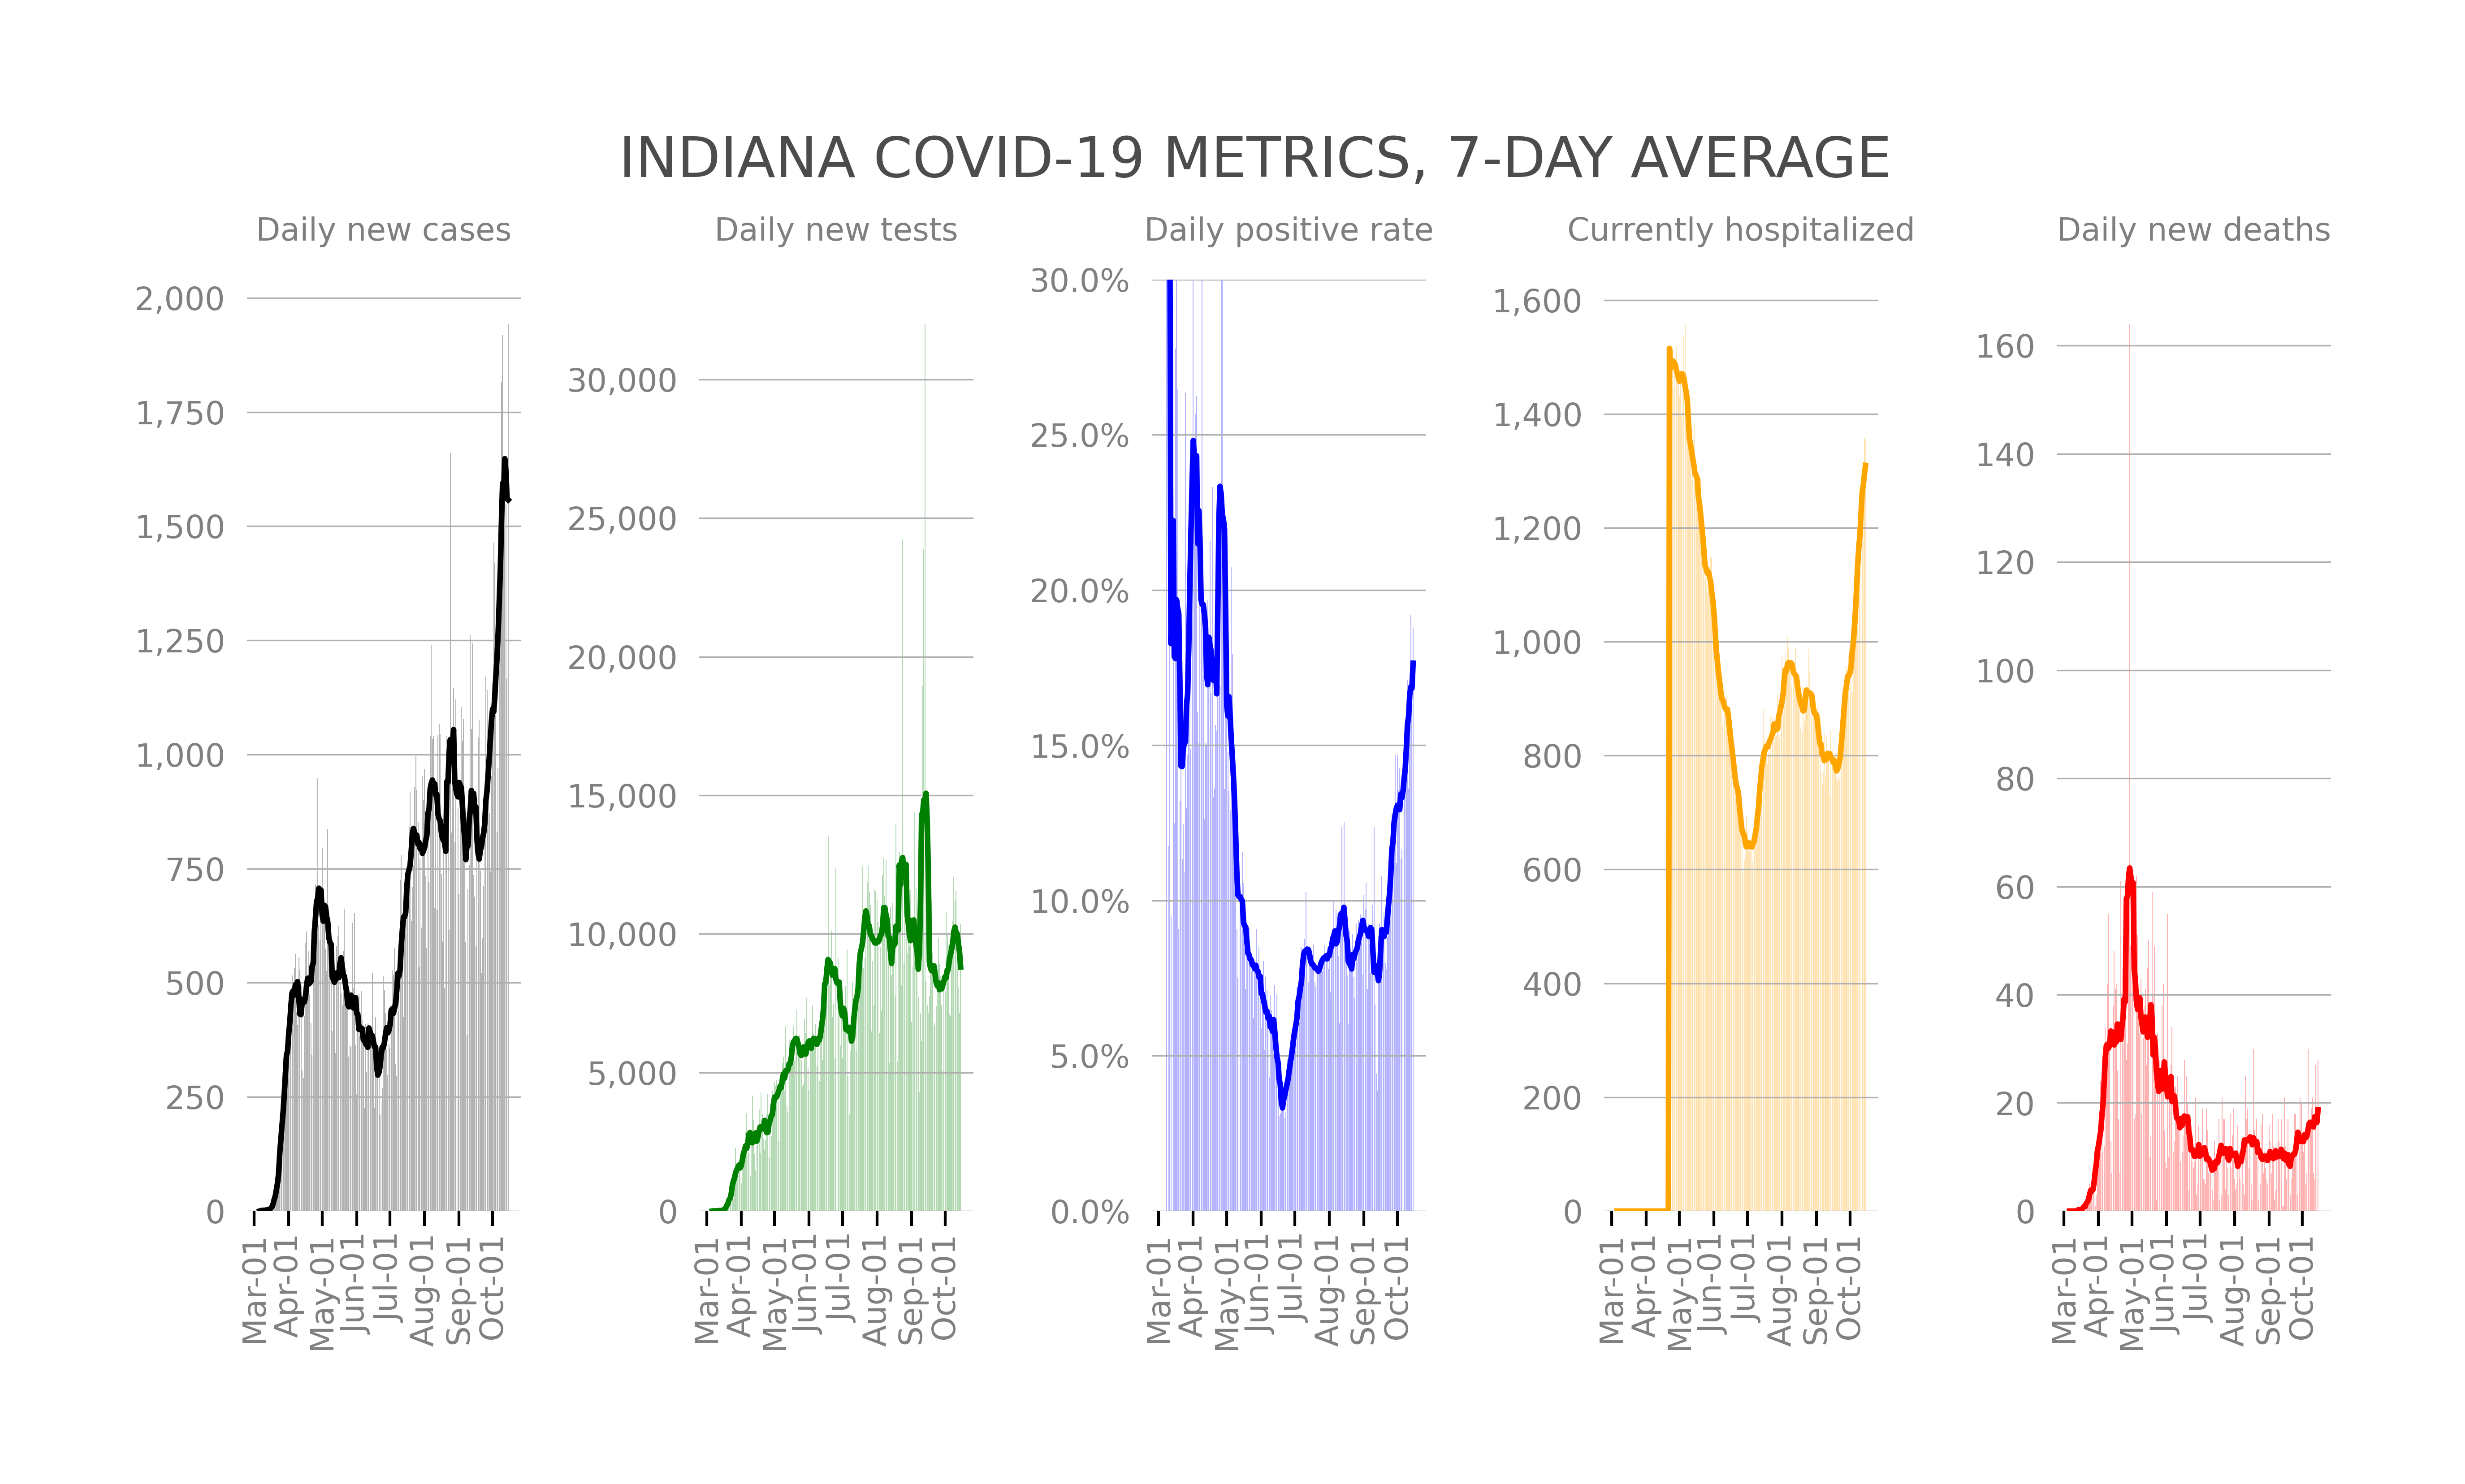 INDIANA COVID-19 METRICS, 7-DAY AVERAGE
Daily new cases
2,000
1,750
1,500
1,250
1,000
750
500
250
0
Mar-01
Apr-01
May-01
Jun-01
Jul-01
Aug-01
Sep-01
Oct-01
Daily new tests
30,000
25,000
20,000
15,000
10,000
5,000
0
Mar-01
Apr-01
May-01
Jun-01
Jul-01
Aug-01
Sep-01
Oct-01
Daily positive rate
30.0%
25.0%
20.0%
15.0%
10.0%
5.0%
0.0%
Mar-01
Apr-01
May-01
Jun-01
Jul-01
Aug-01
Sep-01
Oct-01
Currently hospitalized
1,600
1,400
1,200
1,000
800
600
400
200
0
Mar-01
Apr-01
May-01
Jun-01
Jul-01
Aug-01
Sep-01
Oct-01
Daily new deaths
160
140
120
100
80
60
40
20
0
Mar-01
Apr-01
May-01
Jun-01
Jul-01
Aug-01
Sep-01
Oct-01